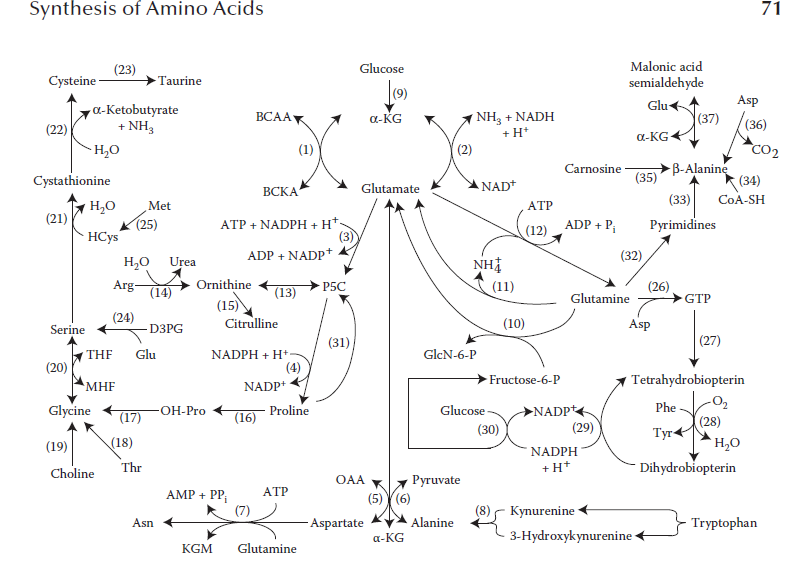 Synthesis of Amino Acids 71
Cysteine (23) Taurine
Glucose
Malonic acid
semialdehyde
(9)
α-Ketobutyrate
+ NH3
BCAA
α-KG
NH3 + NADH
+ H+
Glu
(37)
Asp
(36)
(22)
H2O
(1)
(2)
α-KG
CO2
Carnosine (35) β-Alanine
Cystathionine
BCKA
Glutamate
NAD+
(33)
(34)
CoA-SH
(21)
H2O
Met
(25)
HCys
ATP + NADPH + H+
(3)
ADP + NADP+
ATP
(12)
ADP + Pi
Pyrimidines
(32)
H2O
Urea
NH4+
(11)
Arg (14) Ornithine (13) P5C
(15)
Citrulline
Glutamine (26) GTP
Asp
(24)
Serine
D3PG
Glu
(31)
(10)
(27)
(20)
THF
MHF
NADPH + H+
(4)
NADP+
GlcN-6-P
Fructose-6-P
Tetrahydrobiopterin
Glycine (17) OH-Pro (16) Proline
Glucose
(30)
NADP+
(29)
NADPH
+ H+
Phe
O2
(28)
Tyr
H2O
(19)
(18)
Choline
Thr
Dihydrobiopterin
OAA
Pyruvate
(5)
(6)
AMP + PPi
ATP
(7)
Asn
Aspartate
α-KG
Alanine
(8)
Kynurenine
3-Hydroxykynurenine
Tryptophan
KGM
Glutamine